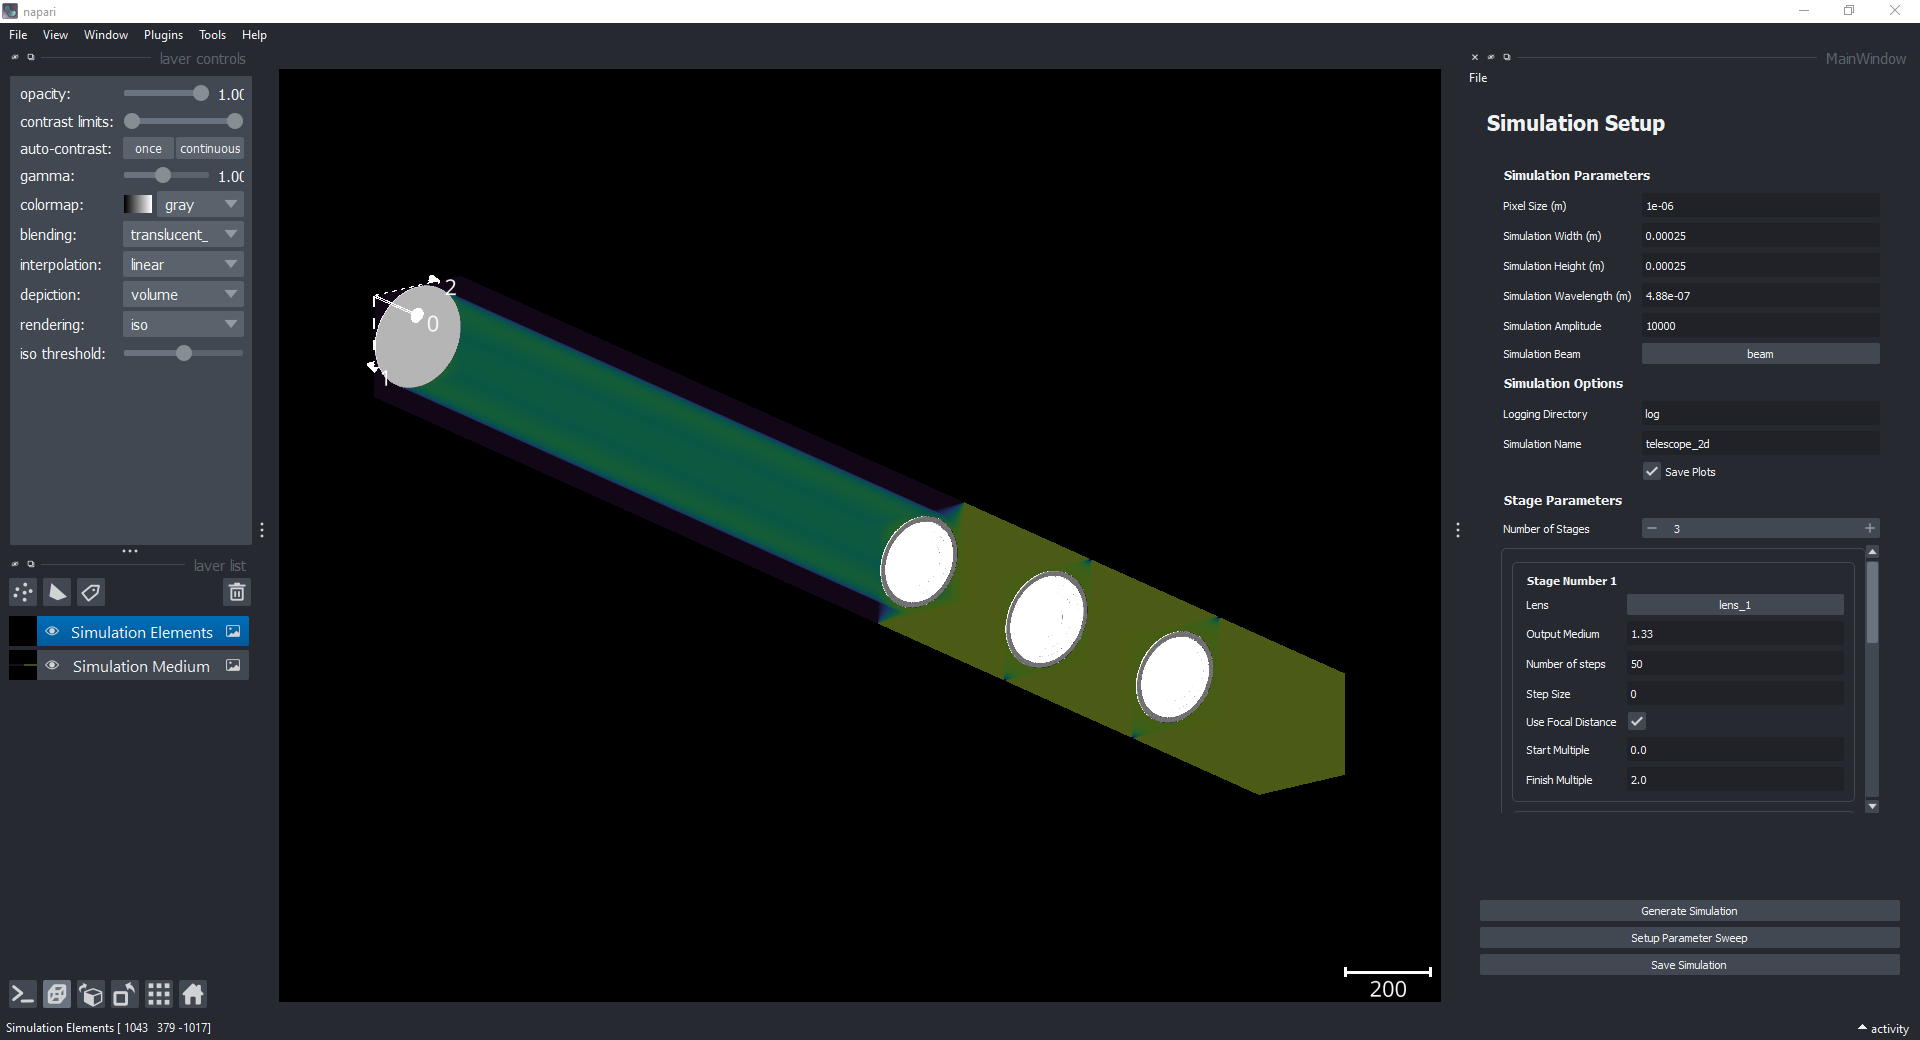 napari
File View Window Plugins Tools Help
layer controls
opacity: 1.00
contrast limits:
auto-contrast: once continuous
gamma: 1.00
colormap: gray
blending: translucent_
interpolation: linear
depiction: volume
rendering: iso
iso threshold:
layer list
Simulation Elements
Simulation Medium
2
0
1
200
MainWindow
File
Simulation Setup
Simulation Parameters
Pixel Size (m) 1e-06
Simulation Width (m) 0.00025
Simulation Height (m) 0.00025
Simulation Wavelength (m) 4.88e-07
Simulation Amplitude 10000
Simulation Beam beam
Simulation Options
Logging Directory log
Simulation Name telescope_2d
Save Plots
Stage Parameters
Number of Stages 3
Stage Number 1
Lens lens_1
Output Medium 1.33
Number of steps 50
Step Size 0
Use Focal Distance
Start Multiple 0.0
Finish Multiple 2.0
Generate Simulation
Setup Parameter Sweep
Save Simulation
Simulation Elements [ 1043 379 -1017]
activity